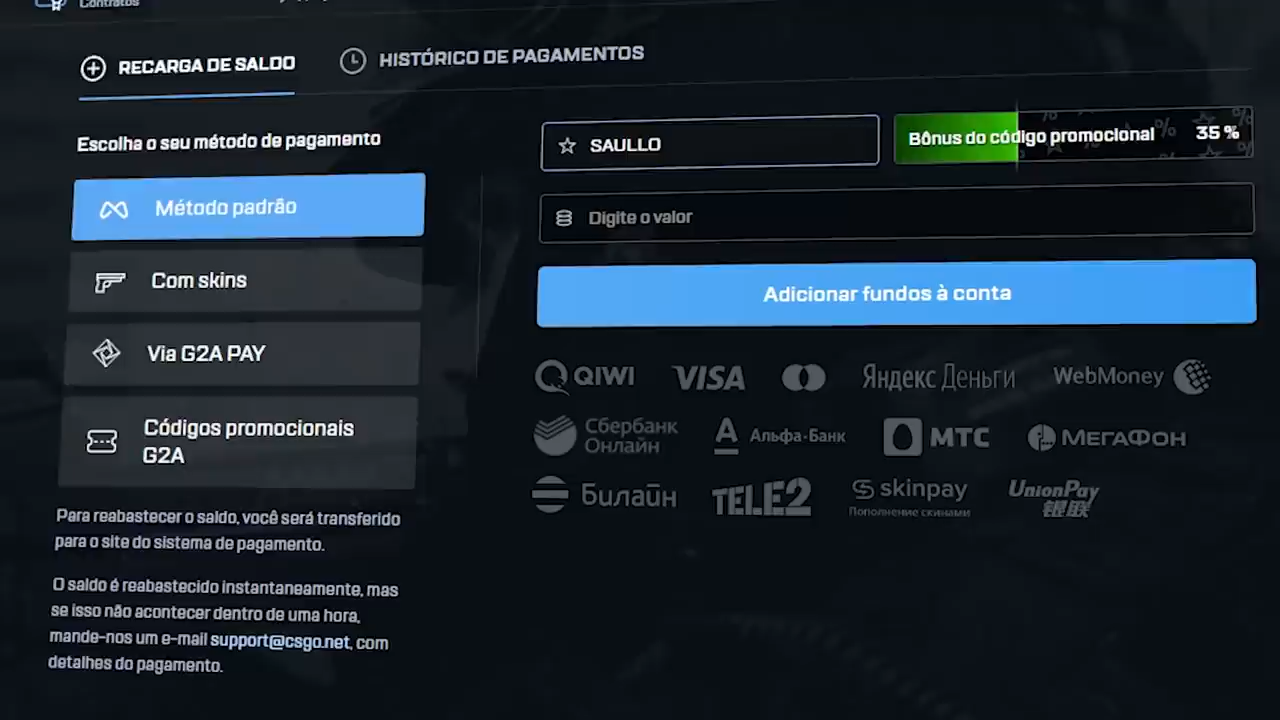 Contratos
RECARGA DE SALDO
HISTÓRICO DE PAGAMENTOS
Escolha o seu método de pagamento
Método padrão
Com skins
Via G2A PAY
Códigos promocionais
G2A
Para reabastecer o saldo, você será transferido
para o site do sistema de pagamento.
O saldo é reabastecido instantaneamente, mas
se isso não acontecer dentro de uma hora,
mande-nos um e-mail support@csgo.net, com
detalhes do pagamento.
SAULLO
Bônus do código promocional 35 %
Digite o valor
Adicionar fundos à conta
QIWI VISA Яндекс Деньги WebMoney
Сбербанк
Онлайн
Альфа-Банк
МТС
МЕГАФОН
Билайн
TELE2
skinpay
Пополнение скинами
UnionPay
银联